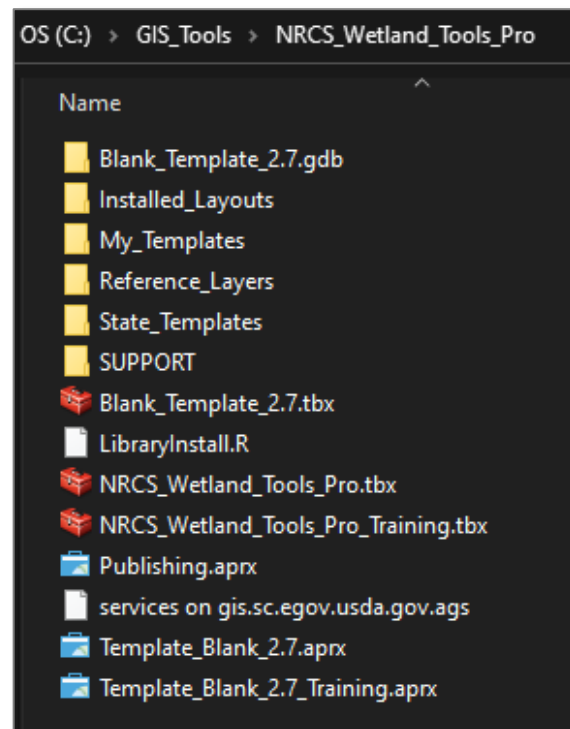 OS (C:) > GIS_Tools > NRCS_Wetland_Tools_Pro
Name
Blank_Template_2.7.gdb
Installed_Layouts
My_Templates
Reference_Layers
State_Templates
SUPPORT
Blank_Template_2.7.tbx
LibraryInstall.R
NRCS_Wetland_Tools_Pro.tbx
NRCS_Wetland_Tools_Pro_Training.tbx
Publishing.aprx
services on gis.sc.egov.usda.gov.ags
Template_Blank_2.7.aprx
Template_Blank_2.7_Training.aprx